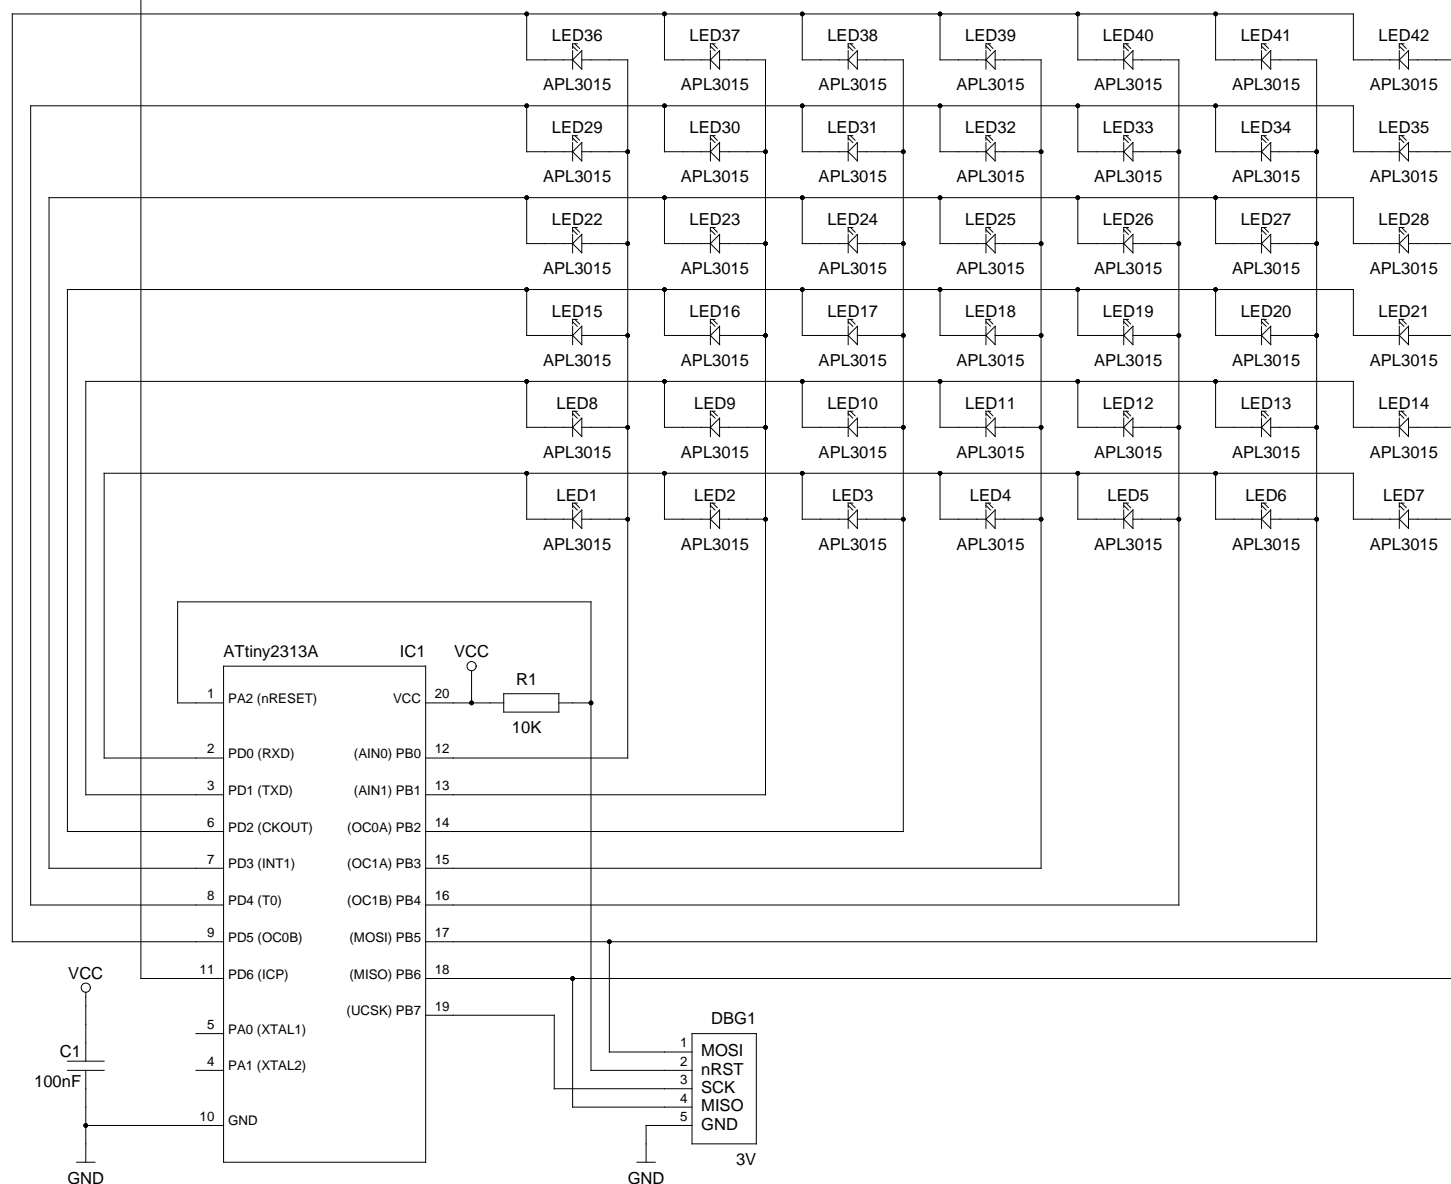 LED36 LED37 LED38 LED39 LED40 LED41 LED42
APL3015 APL3015 APL3015 APL3015 APL3015 APL3015 APL3015
LED29 LED30 LED31 LED32 LED33 LED34 LED35
APL3015 APL3015 APL3015 APL3015 APL3015 APL3015 APL3015
LED22 LED23 LED24 LED25 LED26 LED27 LED28
APL3015 APL3015 APL3015 APL3015 APL3015 APL3015 APL3015
LED15 LED16 LED17 LED18 LED19 LED20 LED21
APL3015 APL3015 APL3015 APL3015 APL3015 APL3015 APL3015
LED8 LED9 LED10 LED11 LED12 LED13 LED14
APL3015 APL3015 APL3015 APL3015 APL3015 APL3015 APL3015
LED1 LED2 LED3 LED4 LED5 LED6 LED7
APL3015 APL3015 APL3015 APL3015 APL3015 APL3015 APL3015
ATtiny2313A IC1 VCC
R1
1 PA2 (nRESET) VCC 20
10K
2 PD0 (RXD) (AIN0) PB0 12
3 PD1 (TXD) (AIN1) PB1 13
6 PD2 (CKOUT) (OC0A) PB2 14
7 PD3 (INT1) (OC1A) PB3 15
8 PD4 (T0) (OC1B) PB4 16
9 PD5 (OC0B) (MOSI) PB5 17
VCC 11 PD6 (ICP) (MISO) PB6 18
(UCSK) PB7 19
DBG1
5 PA0 (XTAL1)
C1 1 MOSI
4 PA1 (XTAL2) 2 nRST
100nF 3 SCK
4 MISO
10 GND 5 GND
3V
GND GND